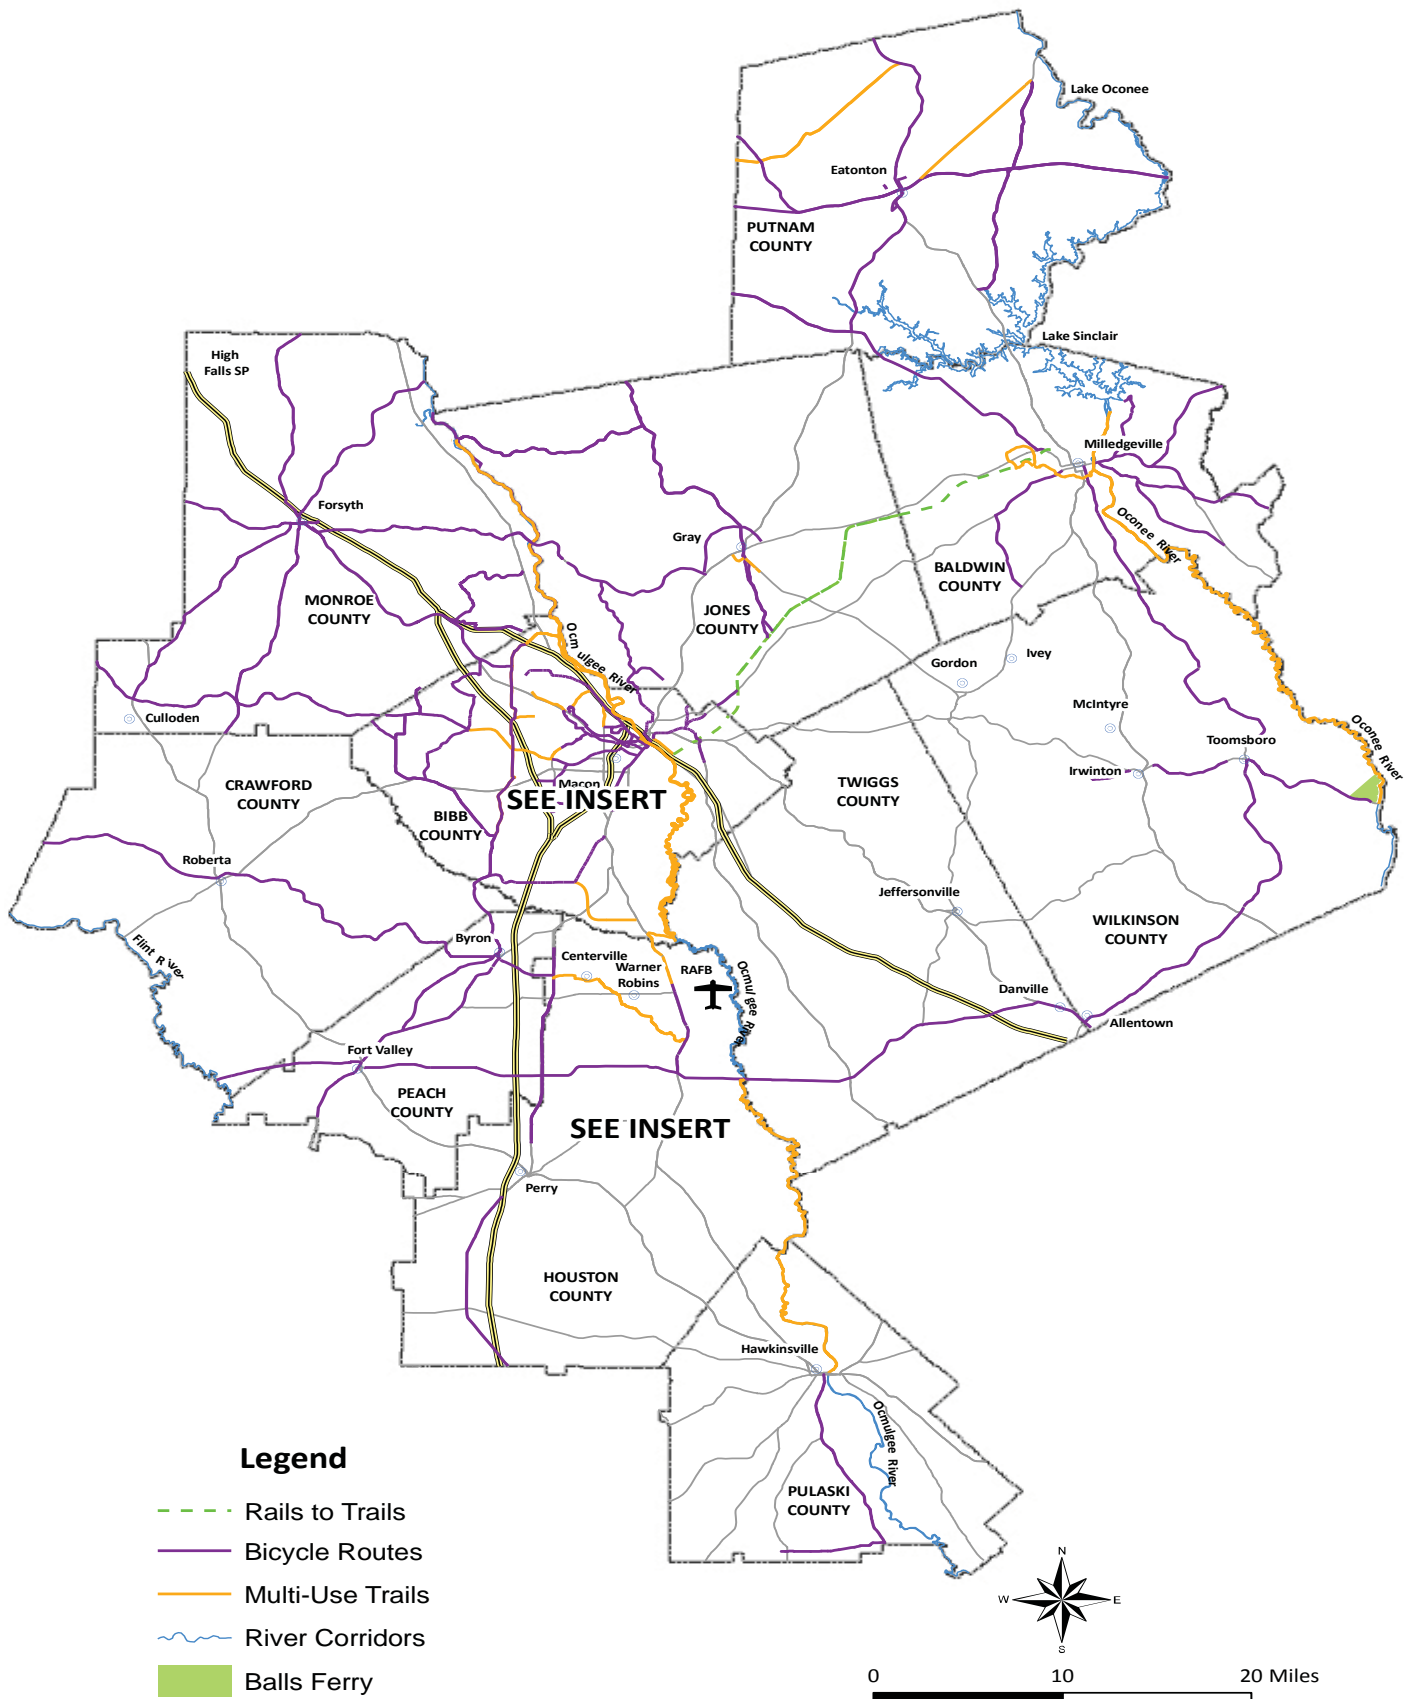 Lake Oconee
Eatonton
PUTNAM
COUNTY
Lake Sinclair
High
Falls SP
Milledgeville
Forsyth
Oconee River
Gray
BALDWIN
COUNTY
MONROE
COUNTY
JONES
COUNTY
Ocm ulgee River
Ivey
Gordon
Culloden
McIntyre
Oconee River
Toomsboro
Irwinton
CRAWFORD
COUNTY
TWIGGS
COUNTY
Macon
SEE INSERT
BIBB
COUNTY
Roberta
Jeffersonville
WILKINSON
COUNTY
Flint River
Byron
Centerville
Warner
Robins
RAFB
Ocmulgee River
Danville
Allentown
Fort Valley
PEACH
COUNTY
SEE INSERT
Perry
HOUSTON
COUNTY
Hawkinsville
Ocmulgee River
PULASKI
COUNTY
Legend
Rails to Trails
Bicycle Routes
Multi-Use Trails
River Corridors
Balls Ferry
N
W E
S
0 10 20 Miles